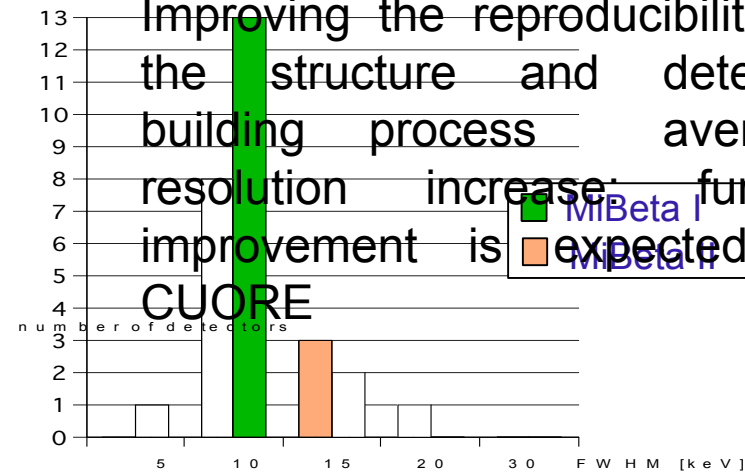 Improving the reproducibilit
the structure and dete
building process aver
resolution increase: fur
improvement is expected
CUORE
13
12
11
10
9
8
7
6
5
4
3
2
1
0
number of detectors
MiBeta I
MiBeta II
5 10 15 20 30 FWHM [keV]